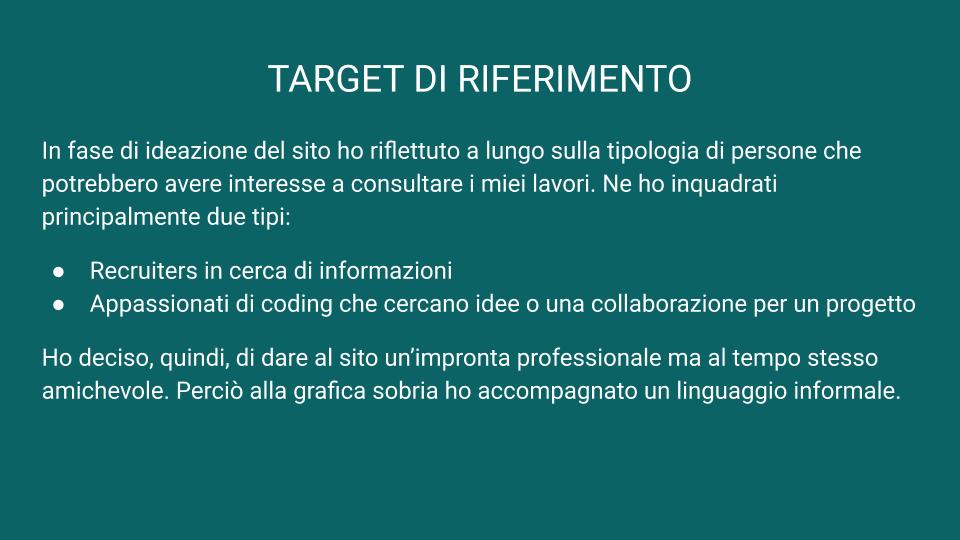 TARGET DI RIFERIMENTO
In fase di ideazione del sito ho riflettuto a lungo sulla tipologia di persone che
potrebbero avere interesse a consultare i miei lavori. Ne ho inquadrati
principalmente due tipi:
● Recruiters in cerca di informazioni
● Appassionati di coding che cercano idee o una collaborazione per un progetto
Ho deciso, quindi, di dare al sito un’impronta professionale ma al tempo stesso
amichevole. Perciò alla grafica sobria ho accompagnato un linguaggio informale.